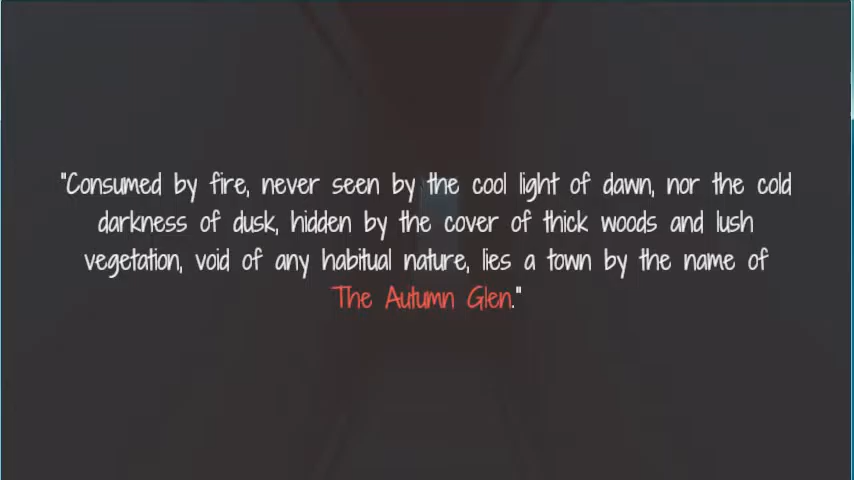 "Consumed by fire, never seen by the cool light of dawn, nor the cold
darkness of dusk, hidden by the cover of thick woods and lush
vegetation, void of any habitual nature, lies a town by the name of
The Autumn Glen."